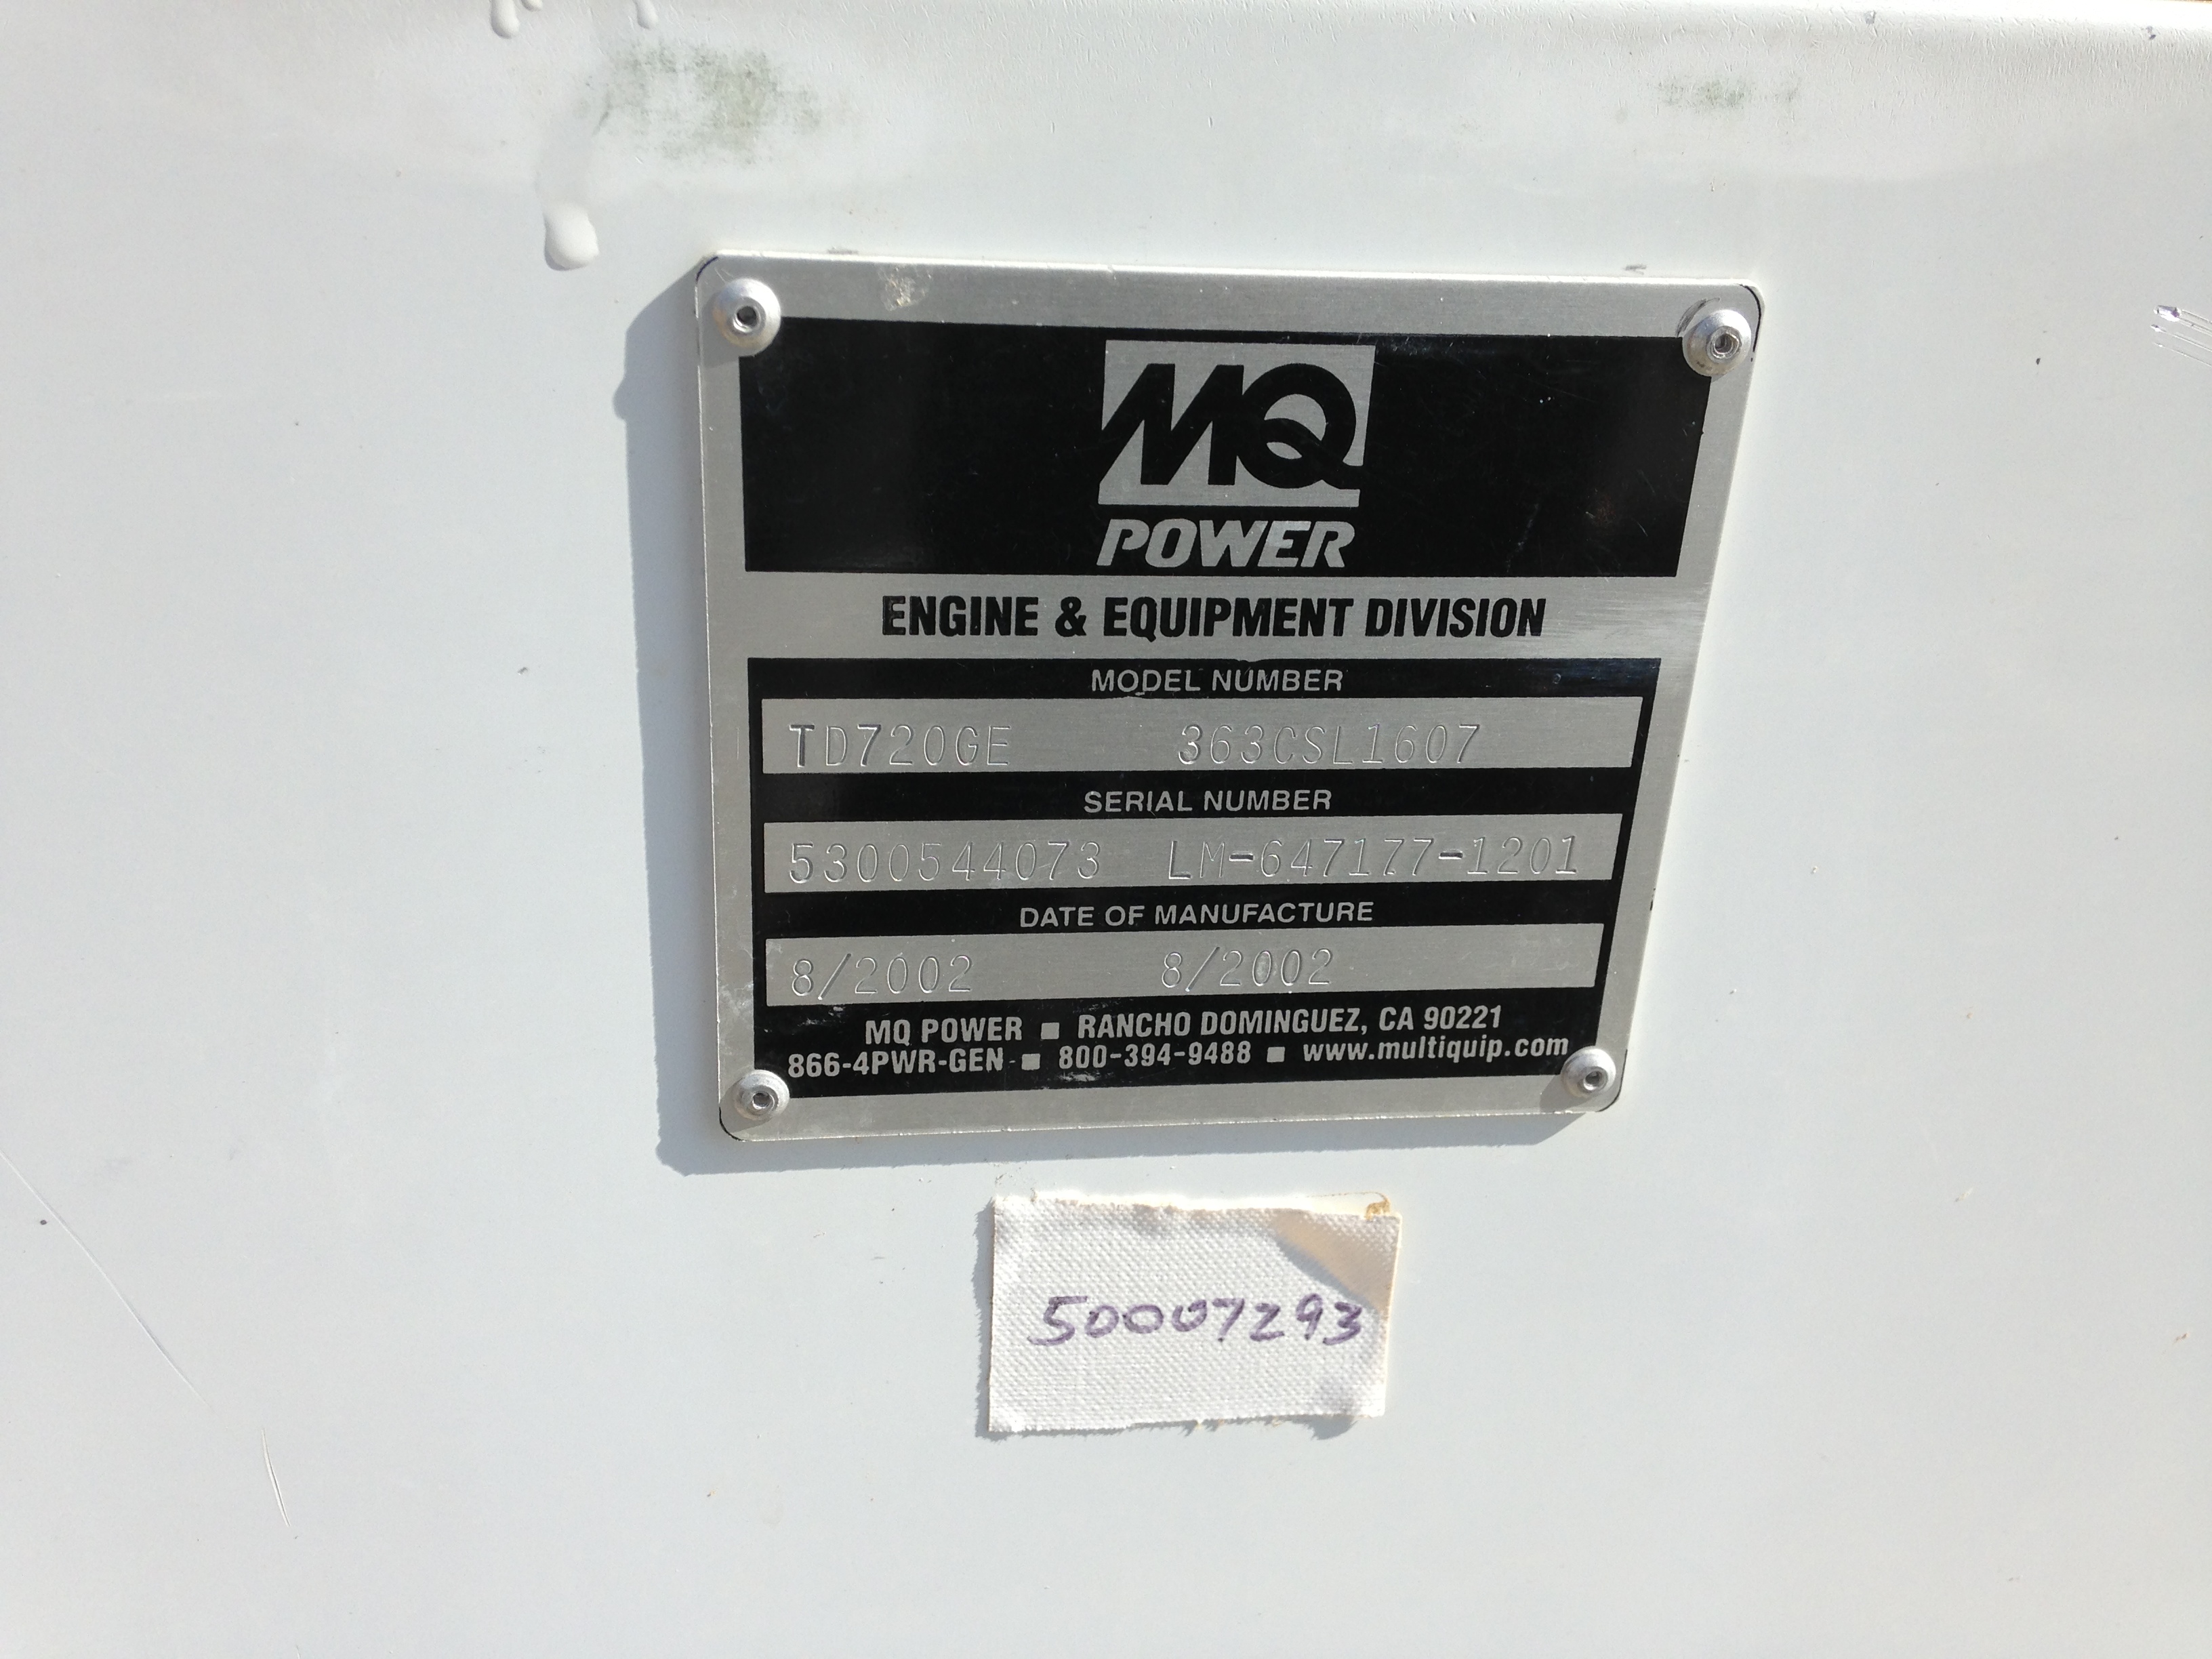 MQ
POWER
ENGINE & EQUIPMENT DIVISION
MODEL NUMBER
TD720GE 363CSL1607
SERIAL NUMBER
5300544073 LM-647177-1201
DATE OF MANUFACTURE
8/2002 8/2002
MQ POWER ■ RANCHO DOMINGUEZ, CA 90221
866-4PWR-GEN ■ 800-394-9488 ■ www.multiquip.com
50007293